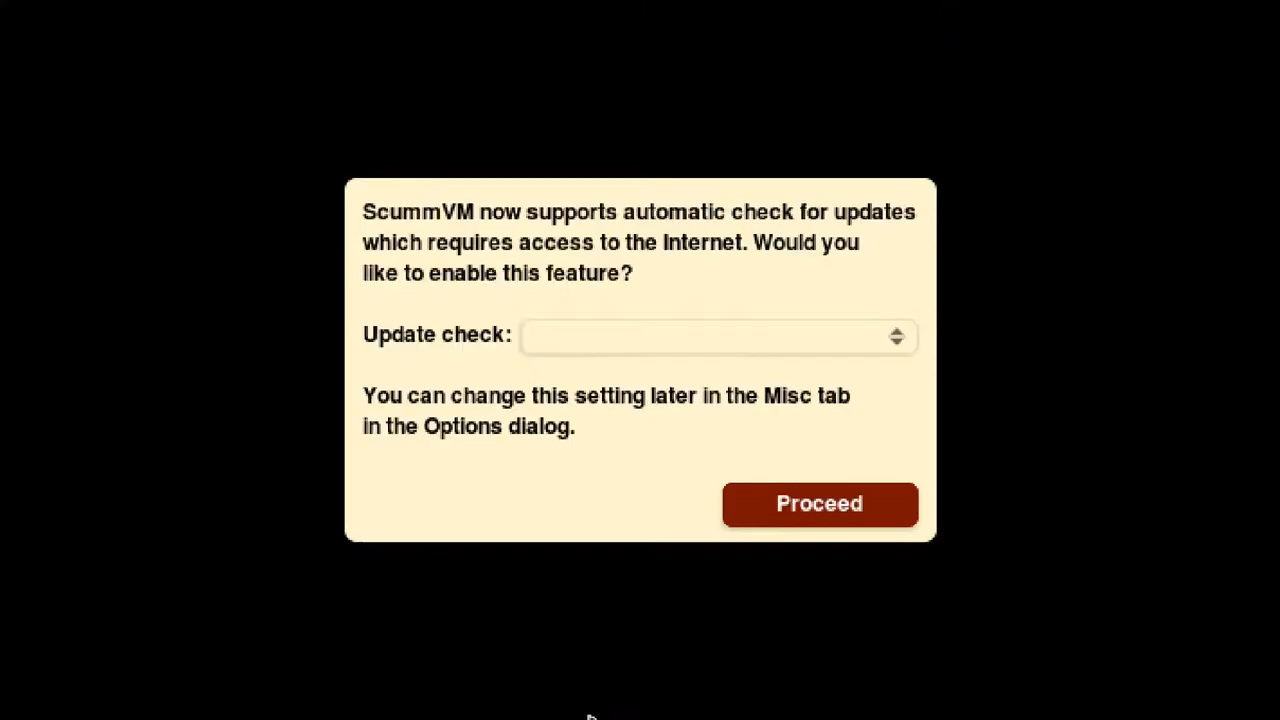 ScummVM now supports automatic check for updates
which requires access to the Internet. Would you
like to enable this feature?
Update check:
You can change this setting later in the Misc tab
in the Options dialog.
Proceed